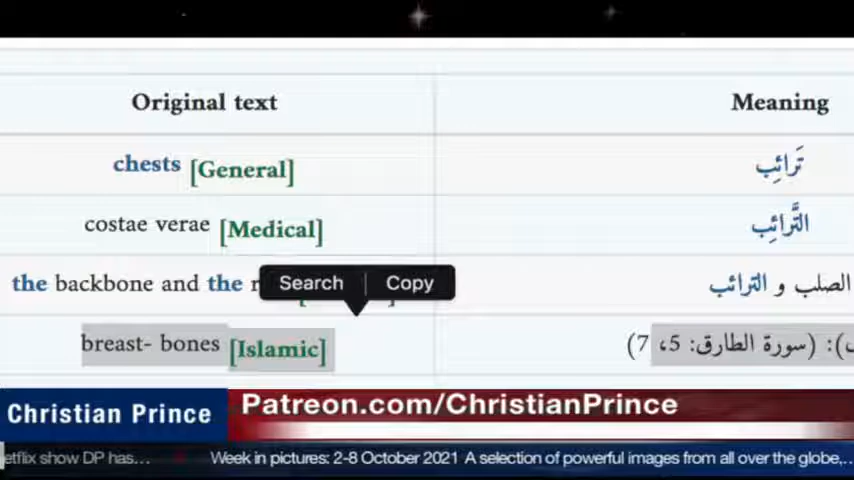 Original text Meaning
chests [General] تَرائِب
costae verae [Medical] التَّرائِب
the backbone and the الصلب و الترائب
Search Copy
breast- bones [Islamic] (سورة الطارق: 5، 7)
Christian Prince Patreon.com/ChristianPrince
etflix show DP has... Week in pictures: 2-8 October 2021 A selection of powerful images from all over the globe,...